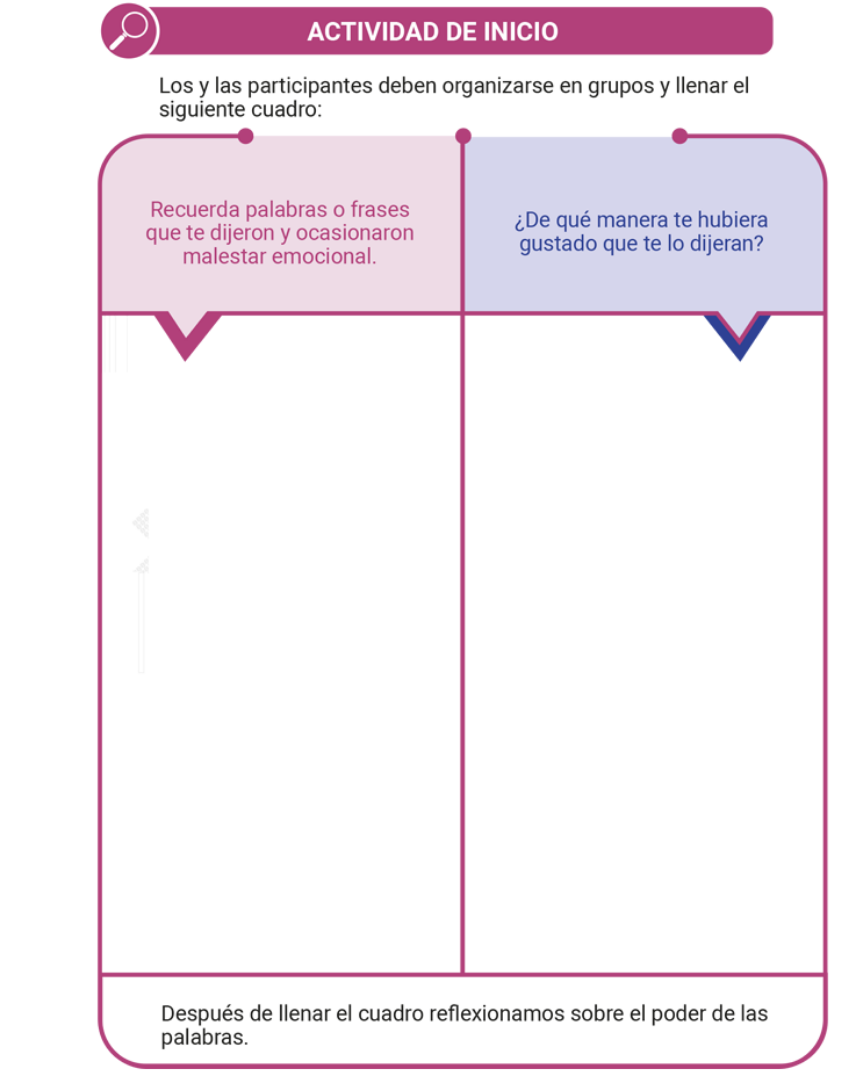 ACTIVIDAD DE INICIO
Los y las participantes deben organizarse en grupos y llenar el
siguiente cuadro:
Recuerda palabras o frases
que te dijeron y ocasionaron
malestar emocional.
¿De qué manera te hubiera
gustado que te lo dijeran?
Después de llenar el cuadro reflexionamos sobre el poder de las
palabras.